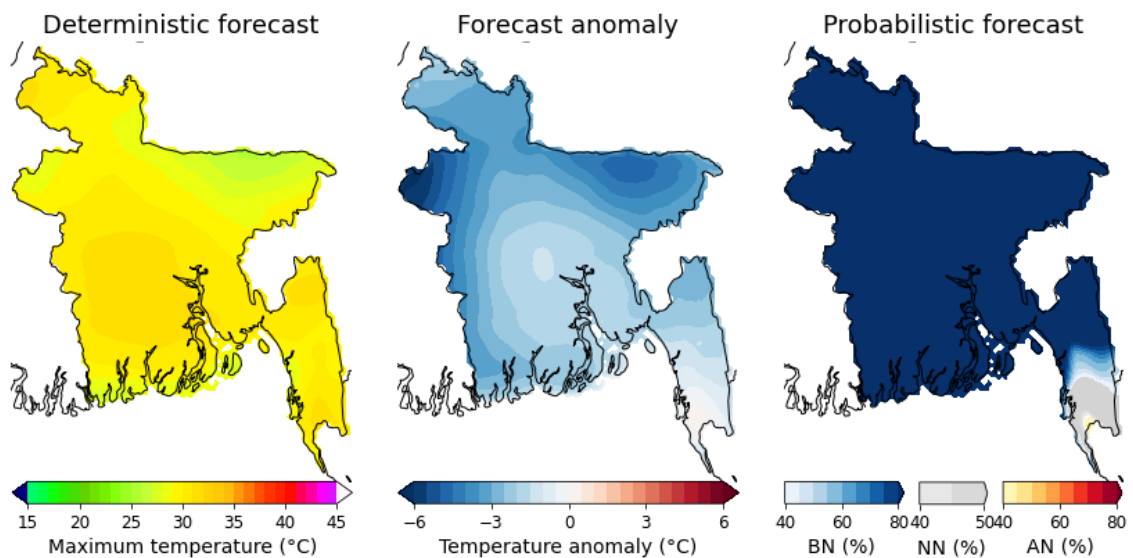 Deterministic forecast
Forecast anomaly
Probabilistic forecast
15 20 25 30 35 40 45
Maximum temperature (°C)
−6 −3 0 3 6
Temperature anomaly (°C)
40 60 80
BN (%)
40 50
NN (%)
40 60 80
AN (%)